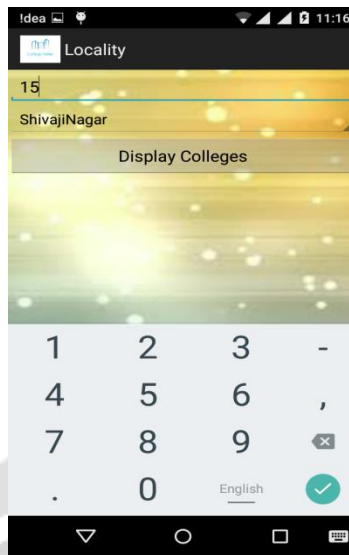 !dea 11:16
Locality
15
ShivajiNagar
Display Colleges
1 2 3 -
4 5 6 ,
7 8 9
. 0 English